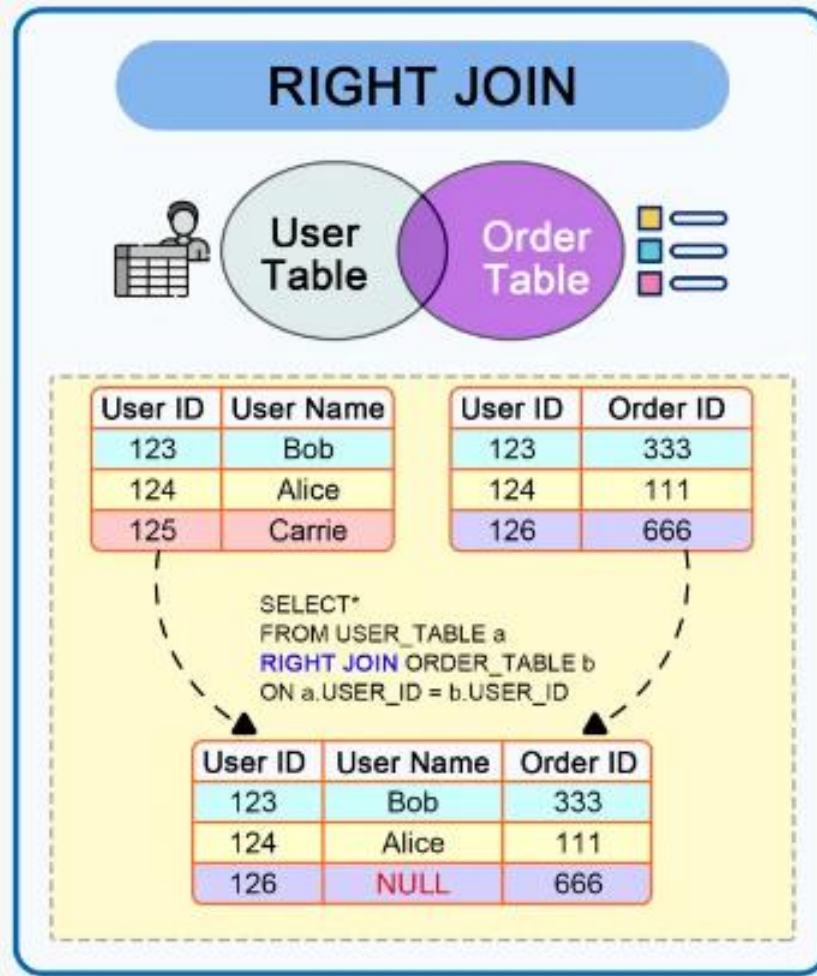 RIGHT JOIN
User
Table
Order
Table
User ID User Name
123 Bob
124 Alice
125 Carrie
User ID Order ID
123 333
124 111
126 666
SELECT*
FROM USER_TABLE a
RIGHT JOIN ORDER_TABLE b
ON a.USER_ID = b.USER_ID
User ID User Name Order ID
123 Bob 333
124 Alice 111
126 NULL 666